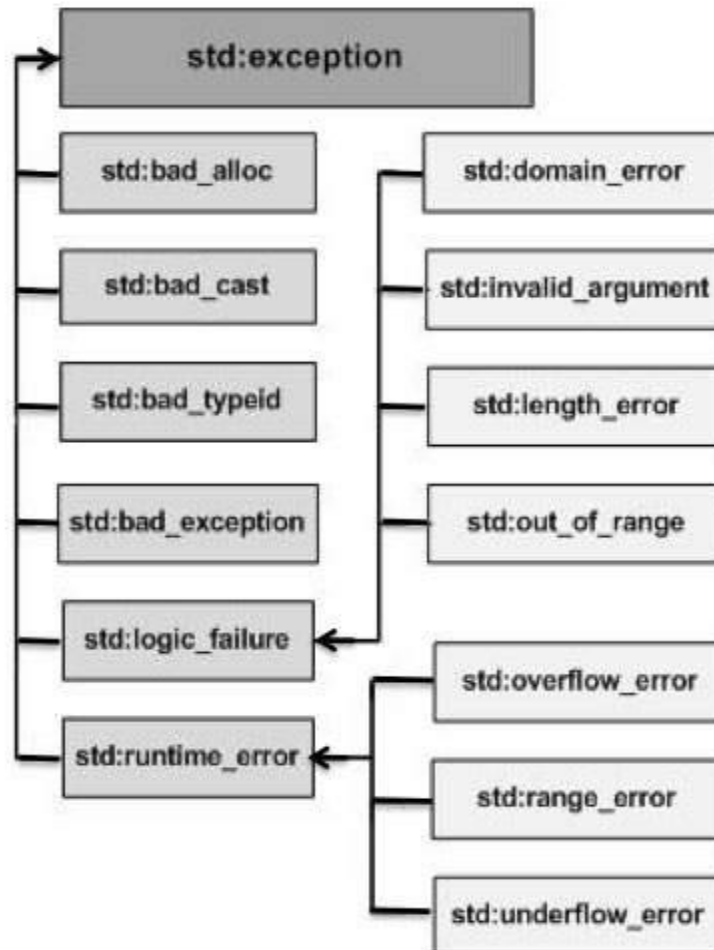 std:exception
std:bad_alloc
std:bad_cast
std:bad_typeid
std:bad_exception
std:logic_failure
std:runtime_error
std:domain_error
std:invalid_argument
std:length_error
std:out_of_range
std:overflow_error
std:range_error
std:underflow_error